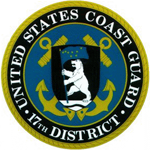 UNITED STATES COAST GUARD
· 17TH DISTRICT ·